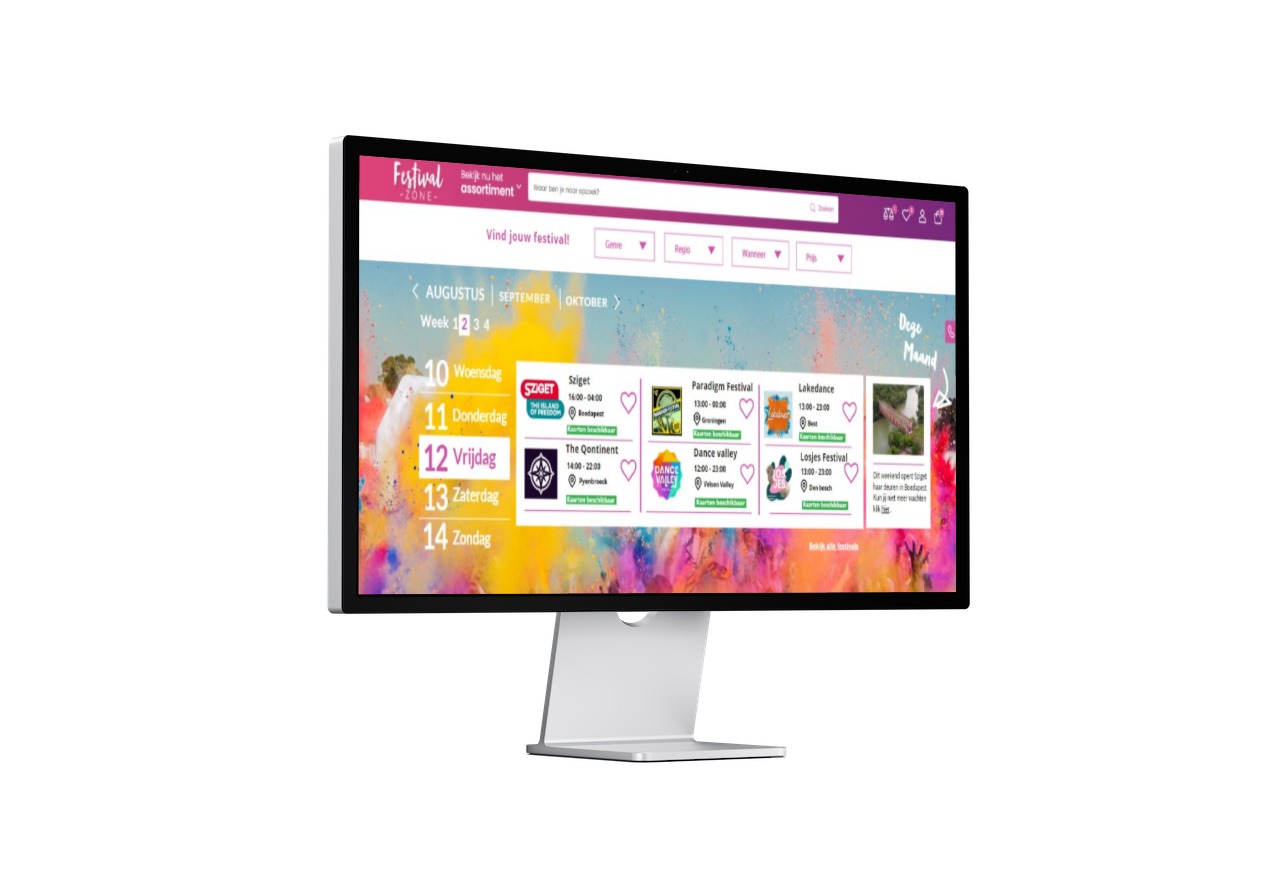 Festival
-ZONE-
Bekijk nu het
assortiment
Waar ben je naar opzoek?
Zoeken
Vind jouw festival!
Genre
Regio
Wanneer
Prijs
AUGUSTUS
SEPTEMBER
OKTOBER
Week 1 2 3 4
Deze
Maand
10 Woensdag
11 Donderdag
12 Vrijdag
13 Zaterdag
14 Zondag
SZIGET
THE ISLAND
OF FREEDOM
Sziget
16:00 - 04:00
Boedapest
Kaarten beschikbaar
Paradigm Festival
13:00 - 00:00
Groningen
Kaarten beschikbaar
Lakedance
13:00 - 23:00
Best
Kaarten beschikbaar
The Qontinent
14:00 - 22:00
Pyenbroeck
Kaarten beschikbaar
DANCE
VALLEY
Dance valley
12:00 - 23:00
Velsen Valley
Kaarten beschikbaar
Losjes Festival
13:00 - 23:00
Den bosch
Kaarten beschikbaar
Dit weekend opent Sziget
haar deuren in Boedapest.
Kun jij niet meer wachten
klik hier.
Bekijk alle festivals